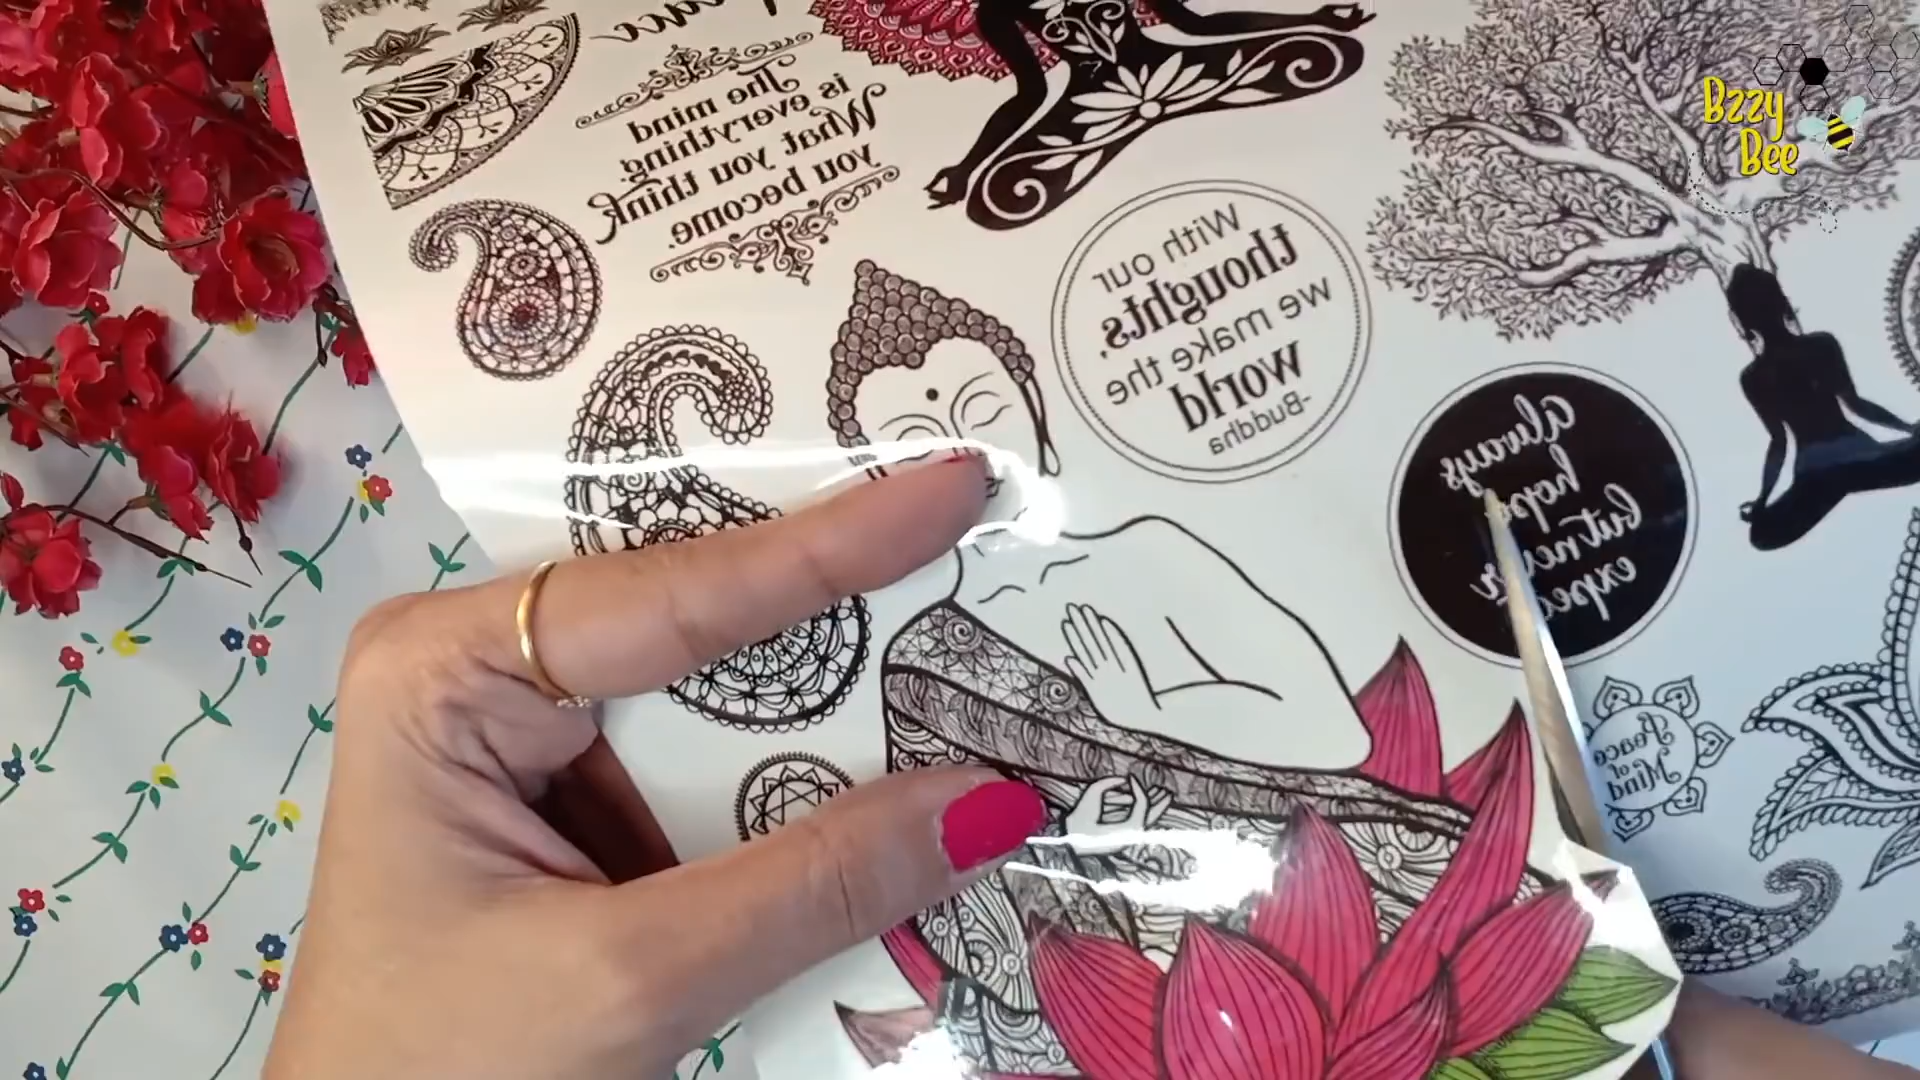 Peace
The mind
is everything.
What you think
you become.
With our
thoughts,
we make the
world
-Buddha
always
hope
but never
expect
Peace
of
Mind
Bzzy
Bee